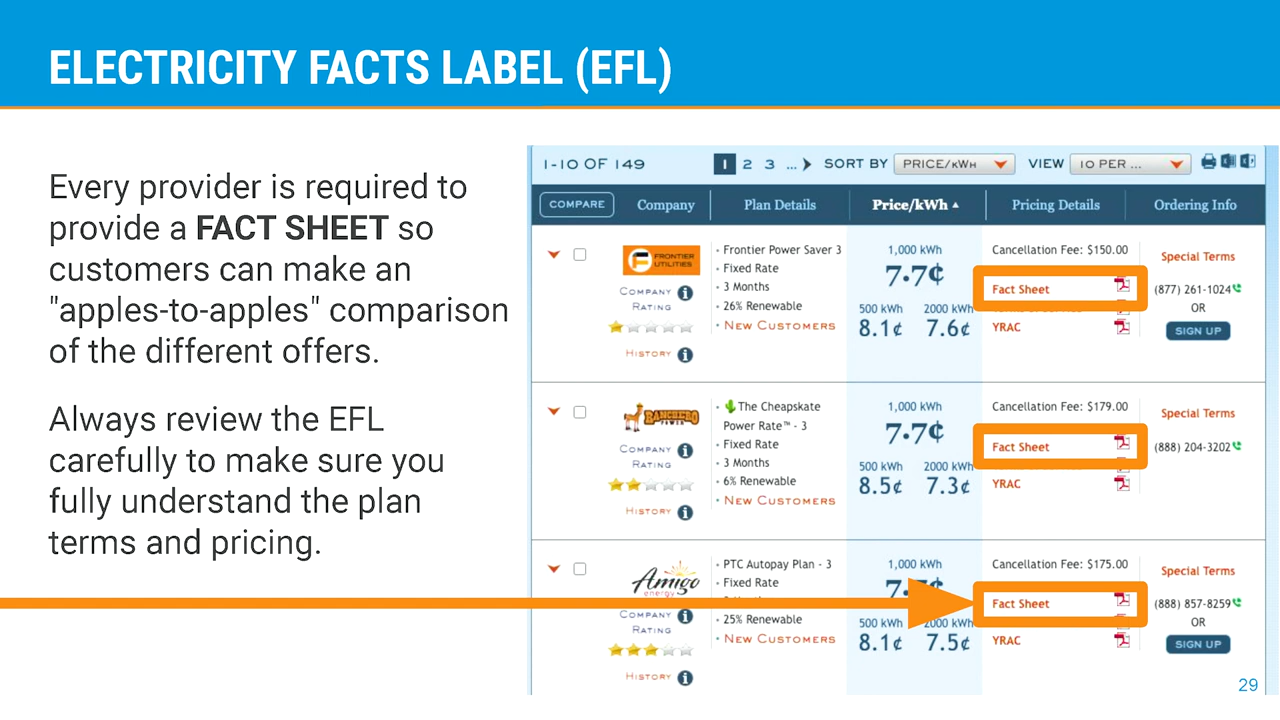 ELECTRICITY FACTS LABEL (EFL)
Every provider is required to
provide a FACT SHEET so
customers can make an
"apples-to-apples" comparison
of the different offers.
Always review the EFL
carefully to make sure you
fully understand the plan
terms and pricing.
1-10 OF 149
1 2 3 ... SORT BY PRICE/KWH VIEW 10 PER ...
COMPARE Company Plan Details Price/kWh Pricing Details Ordering Info
FRONTIER UTILITIES
COMPANY RATING
HISTORY
• Frontier Power Saver 3
• Fixed Rate
• 3 Months
• 26% Renewable
• NEW CUSTOMERS
1,000 kWh
7.7¢
500 kWh 2000 kWh
8.1¢ 7.6¢
Cancellation Fee: $150.00
Fact Sheet
YRAC
Special Terms
(877) 261-1024
OR
SIGN UP
RANCHERO POWER
COMPANY RATING
HISTORY
• The Cheapskate
Power Rate™ - 3
• Fixed Rate
• 3 Months
• 6% Renewable
• NEW CUSTOMERS
1,000 kWh
7.7¢
500 kWh 2000 kWh
8.5¢ 7.3¢
Cancellation Fee: $179.00
Fact Sheet
YRAC
Special Terms
(888) 204-3202
Amigo energy
COMPANY RATING
HISTORY
• PTC Autopay Plan - 3
• Fixed Rate
• 25% Renewable
• NEW CUSTOMERS
1,000 kWh
500 kWh 2000 kWh
8.1¢ 7.5¢
Cancellation Fee: $175.00
Fact Sheet
YRAC
Special Terms
(888) 857-8259
OR
SIGN UP
29